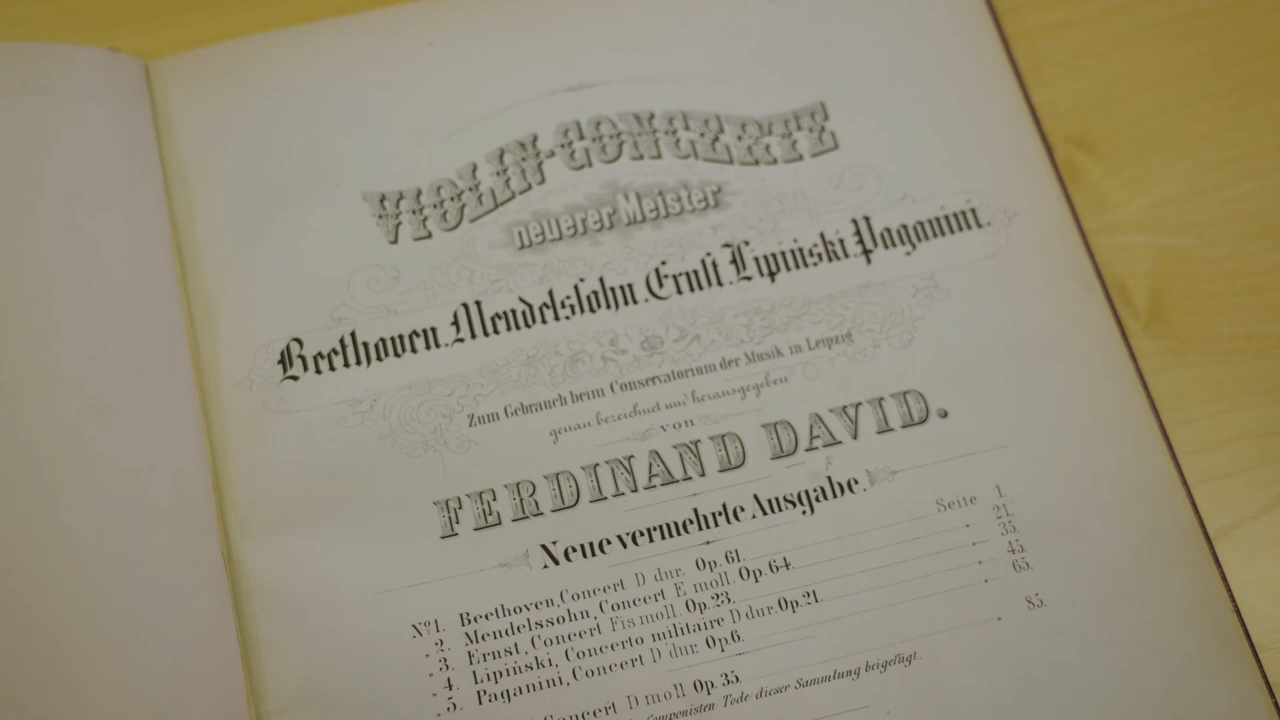 VIOLIN-CONCERTE
neuerer Meister
Beethoven. Mendelsſohn. Ernſt. Lipiński. Paganini.
Zum Gebrauch beim Conservatorium der Musik in Leipzig
genau bezeichnet und herausgegeben
von
FERDINAND DAVID.
Neue vermehrte Ausgabe.
Seite
No 1. Beethoven, Concert D dur. Op. 61. 1.
" 2. Mendelssohn, Concert E moll. Op. 64. 21.
" 3. Ernst, Concert Fis moll. Op. 23. 35.
" 4. Lipiński, Concerto militaire D dur. Op. 21. 45.
" 5. Paganini, Concert D dur. Op. 6. 65.
Concert D moll Op. 35. 85.
Componisten Tode dieser Sammlung beigefügt.